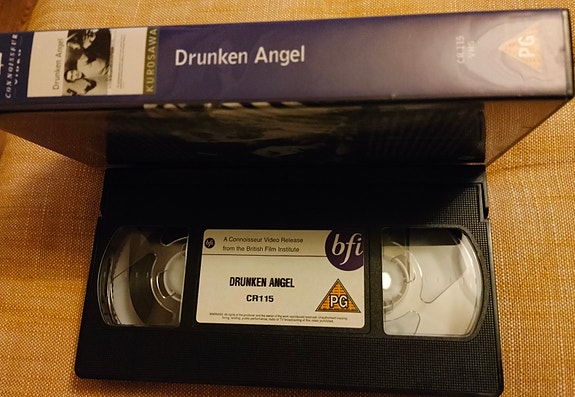 CONNOISSEUR
VIDEO
Drunken Angel
KUROSAWA
Drunken Angel
CR115
VHS
PG
bfi
A Connoisseur Video Release
from the British Film Institute
bfi
DRUNKEN ANGEL
CR115
PG